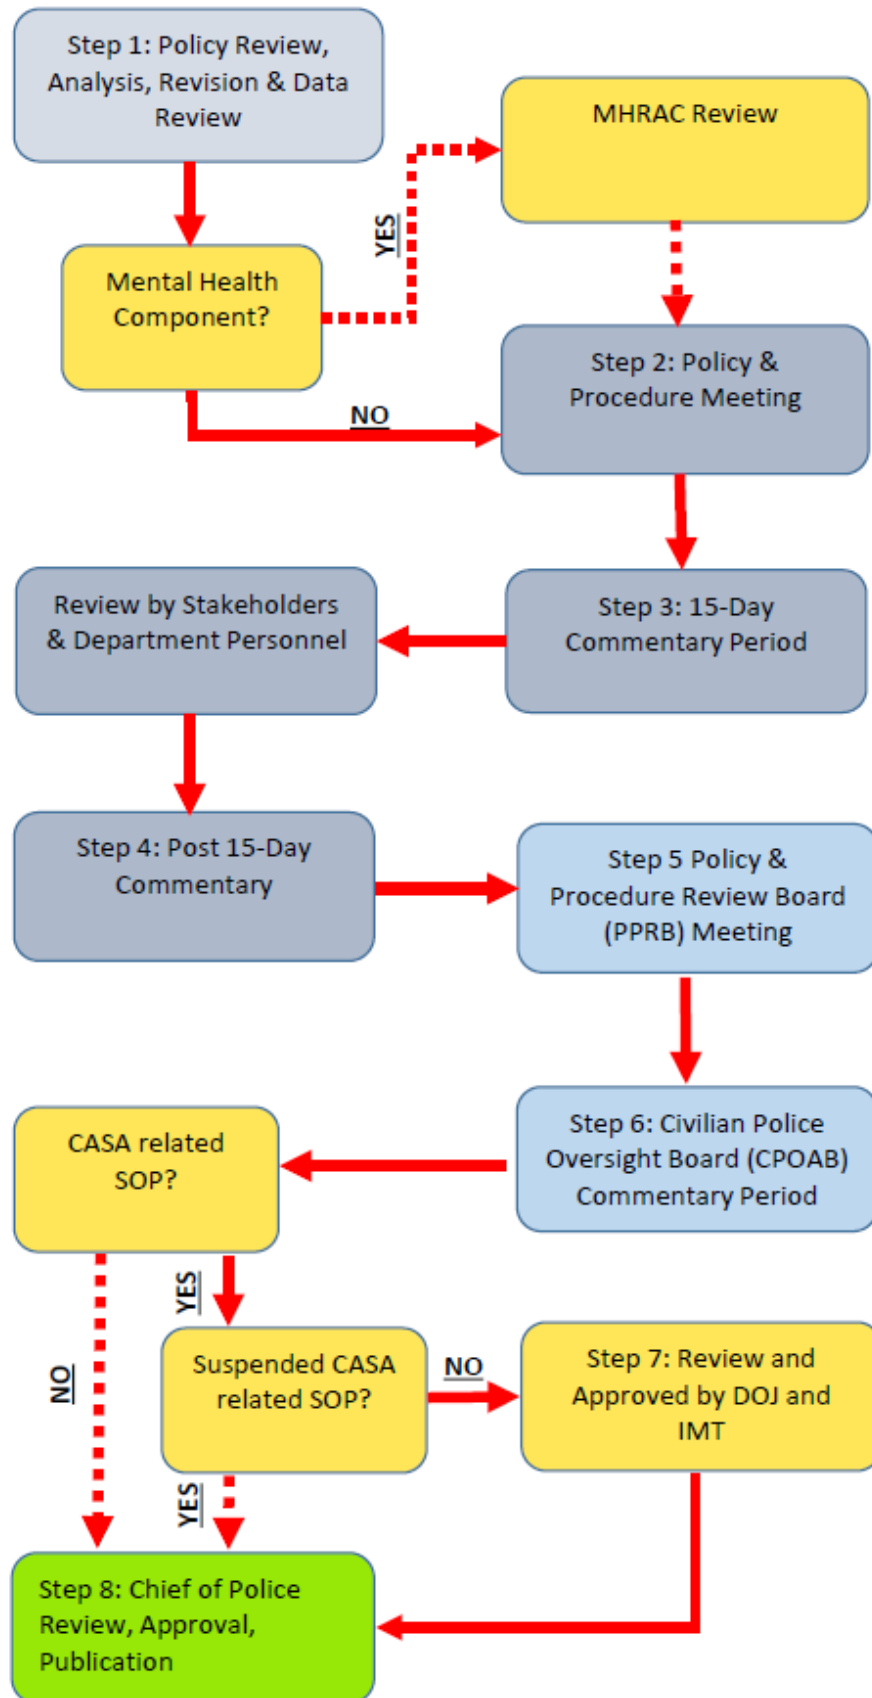 Step 1: Policy Review,
Analysis, Revision & Data
Review
MHRAC Review
YES
Mental Health
Component?
Step 2: Policy &
Procedure Meeting
NO
Review by Stakeholders
& Department Personnel
Step 3: 15-Day
Commentary Period
Step 4: Post 15-Day
Commentary
Step 5 Policy &
Procedure Review Board
(PPRB) Meeting
CASA related
SOP?
Step 6: Civilian Police
Oversight Board (CPOAB)
Commentary Period
YES
NO
Suspended CASA
related SOP?
NO
Step 7: Review and
Approved by DOJ and
IMT
YES
Step 8: Chief of Police
Review, Approval,
Publication